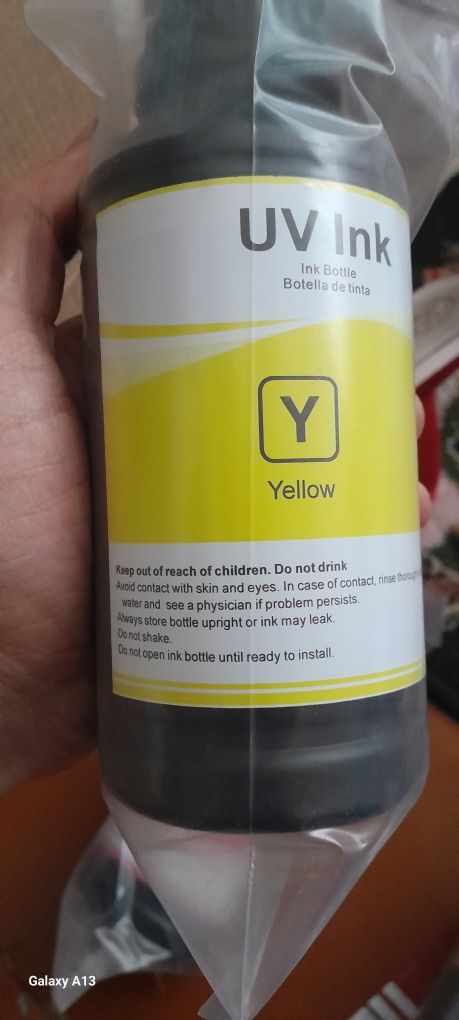 UV Ink
Ink Bottle
Botella de tinta
Y
Yellow
Keep out of reach of children. Do not drink
Avoid contact with skin and eyes. In case of contact, rinse
water and see a physician if problem persists.
Always store bottle upright or ink may leak.
Do not shake.
Do not open ink bottle until ready to install.
Galaxy A13